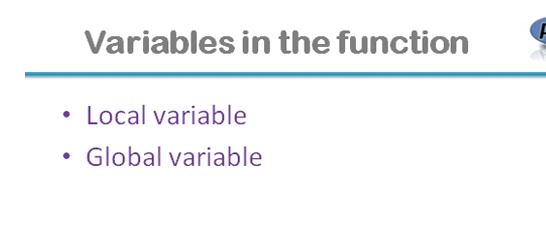 Variables in the function
Local variable
Global variable